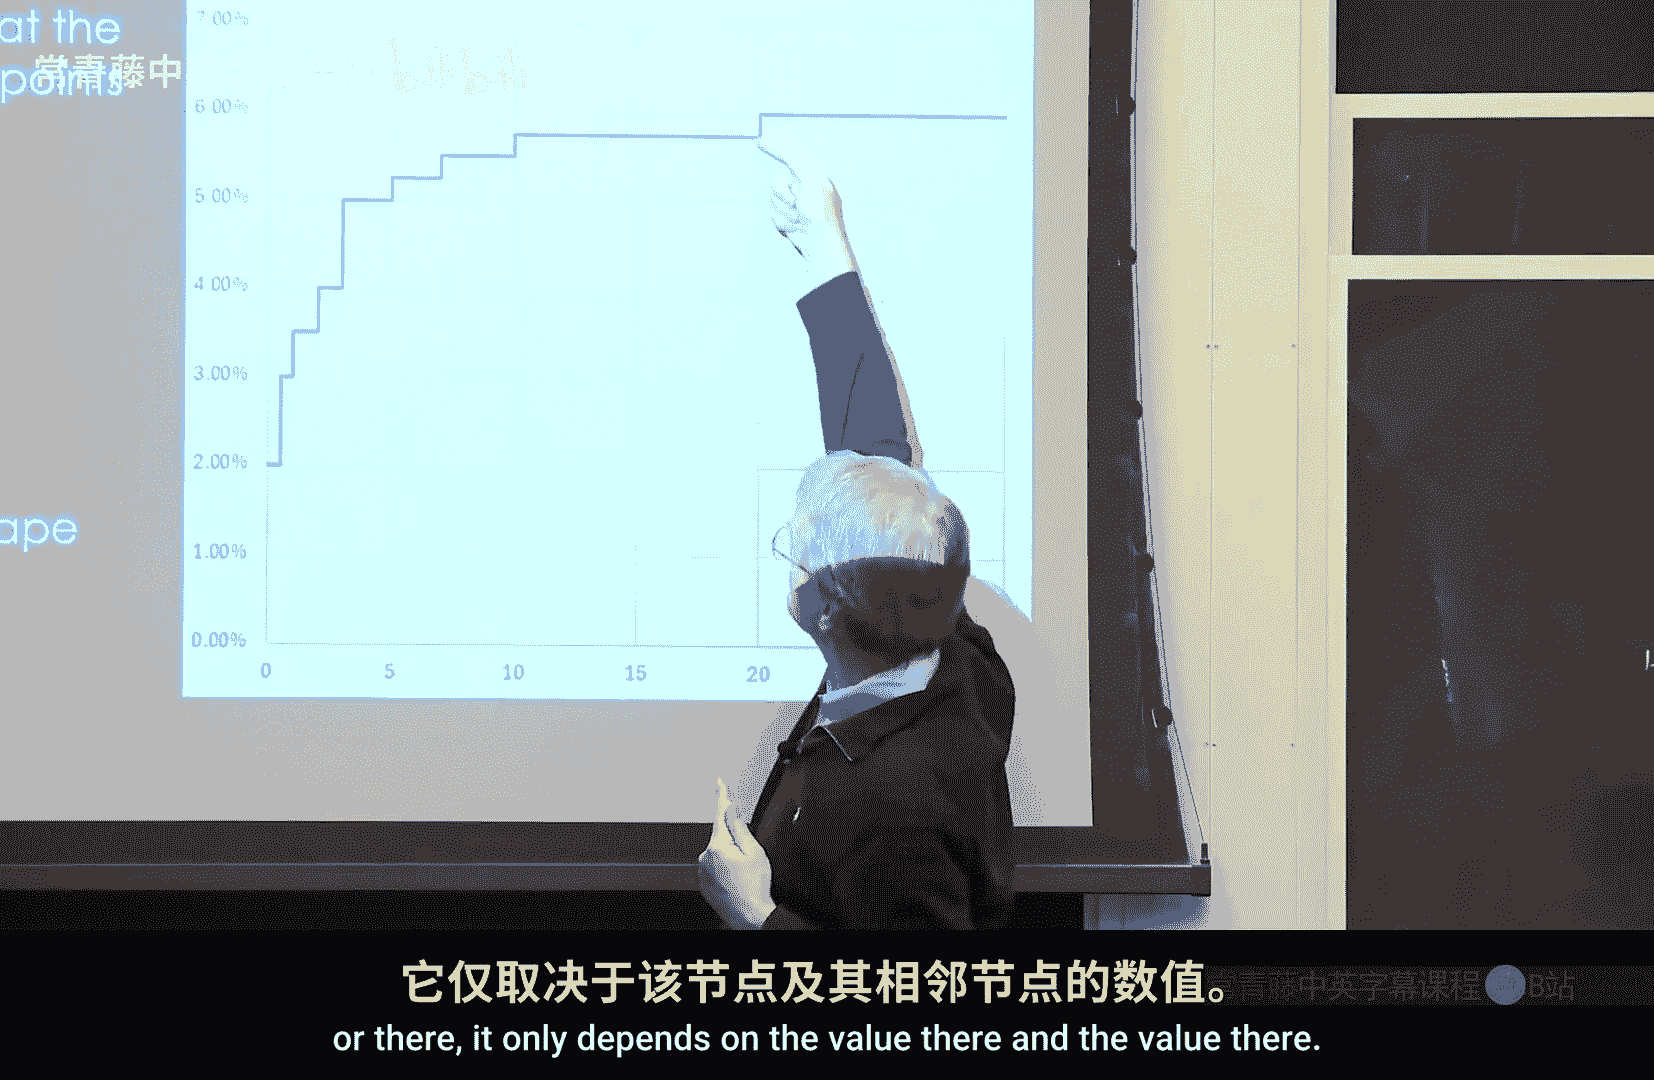 at the
points
常青藤中
bilibili
7.00%
6.00%
5.00%
4.00%
3.00%
2.00%
1.00%
0.00%
0
5
10
15
20
ape
它仅取决于该节点及其相邻节点的数值。
常青藤中英字幕课程
B站
or there, it only depends on the value there and the value there.